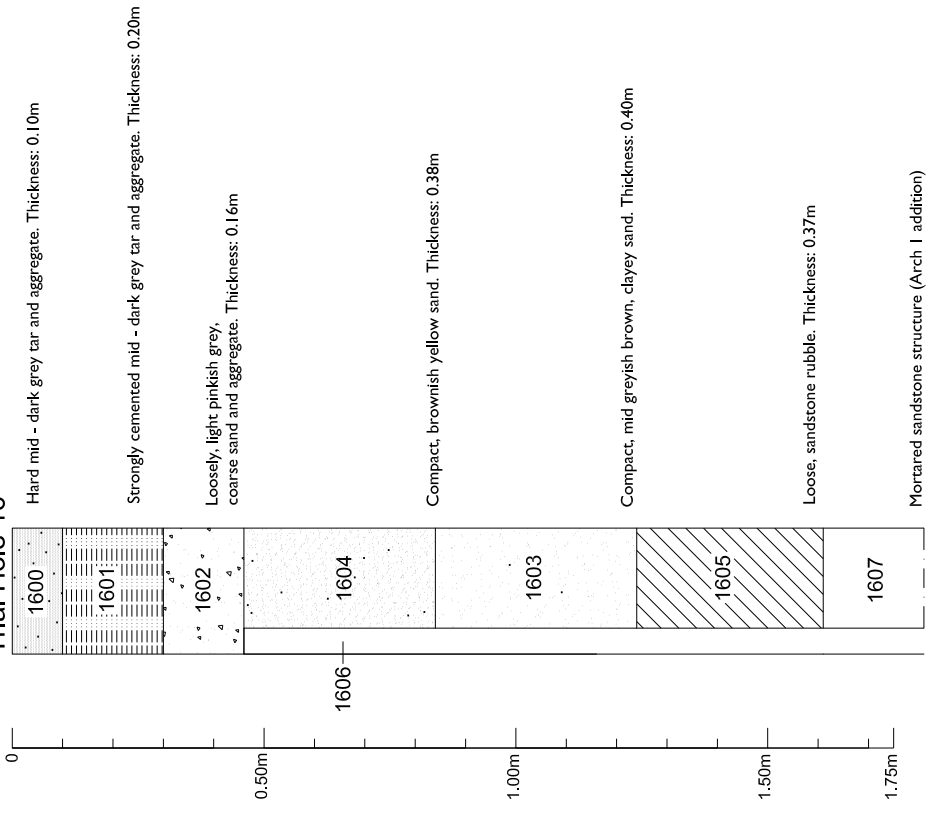 Hard mid - dark grey tar and aggregate. Thickness: 0.10m
Strongly cemented mid - dark grey tar and aggregate. Thickness: 0.20m
Loosely, light pinkish grey,
coarse sand and aggregate. Thickness: 0.16m
Compact, brownish yellow sand. Thickness: 0.38m
Compact, mid greyish brown, clayey sand. Thickness: 0.40m
Loose, sandstone rubble. Thickness: 0.37m
Mortared sandstone structure (Arch 1 addition)
1600
1601
1602
1604
1603
1605
1607
1606
0
0.50m
1.00m
1.50m
1.75m